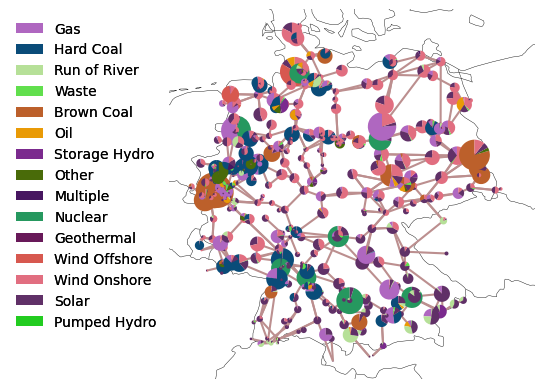 Gas
Hard Coal
Run of River
Waste
Brown Coal
Oil
Storage Hydro
Other
Multiple
Nuclear
Geothermal
Wind Offshore
Wind Onshore
Solar
Pumped Hydro